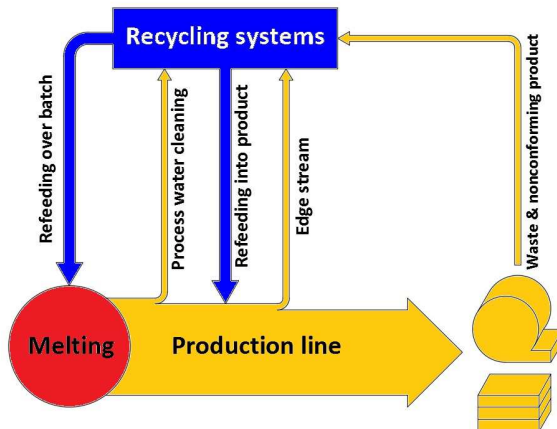 Recycling systems
Refeeding over batch
Process water cleaning
Refeeding into product
Edge stream
Waste & nonconforming product
Melting
Production line